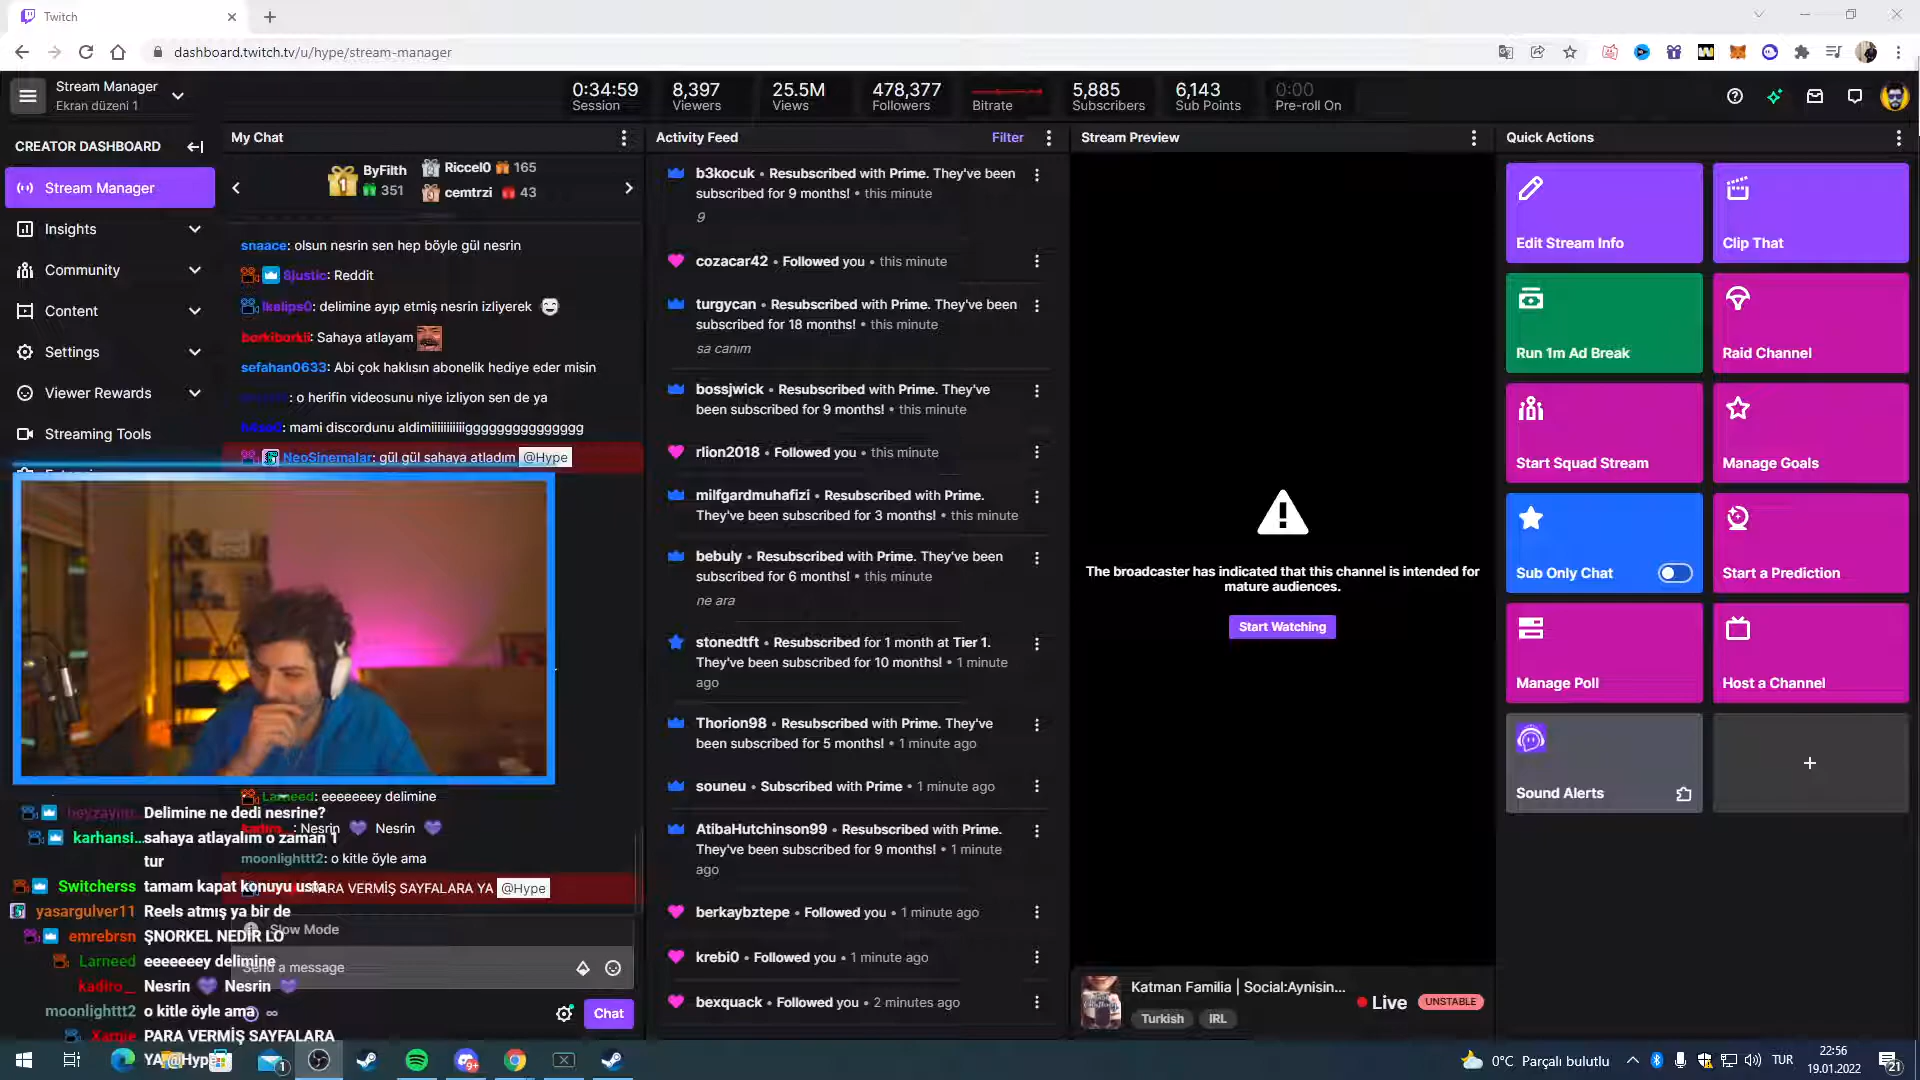 Twitch
dashboard.twitch.tv/u/hype/stream-manager
Stream Manager
Ekran düzeni 1
0:34:59
Session
8,397
Viewers
25.5M
Views
478,377
Followers
Bitrate
5,885
Subscribers
6,143
Sub Points
0:00
Pre-roll On
CREATOR DASHBOARD
Stream Manager
Insights
Community
Content
Settings
Viewer Rewards
Streaming Tools
My Chat
1 ByFilth 351
Riccel0 165
cemtrzi 43
snaace: olsun nesrin sen hep böyle gül nesrin
8justic: Reddit
lkelips0: delimine ayıp etmiş nesrin izliyerek
barkibarkli: Sahaya atlayam
sefahan0633: Abi çok haklısın abonelik hediye eder misin
: o herifin videosunu niye izliyon sen de ya
: mami discordunu aldimiiiiiiiiiiiggggggggggggggg
NeoSinemalar: gül gül sahaya atladım @Hype
Larneed: eeeeeeey delimine
kadiro__: Nesrin Nesrin
moonlighttt2: o kitle öyle ama
PARA VERMİŞ SAYFALARA YA @Hype
Slow Mode
Send a message
Chat
Delimine ne dedi nesrine?
karhansi... sahaya atlayalım o zaman 1
tur
Switcherss tamam kapat konuyu usta
yasargulver11 Reels atmış ya bir de
emrebrsn ŞNORKEL NEDİR LO
Larneed eeeeeeey delimine
kadiro__ Nesrin Nesrin
moonlighttt2 o kitle öyle ama
Xamie PARA VERMİŞ SAYFALARA
YA @Hype
Activity Feed
Filter
b3kocuk • Resubscribed with Prime. They've been
subscribed for 9 months! • this minute
9
cozacar42 • Followed you • this minute
turgycan • Resubscribed with Prime. They've been
subscribed for 18 months! • this minute
sa canım
bossjwick • Resubscribed with Prime. They've
been subscribed for 9 months! • this minute
rlion2018 • Followed you • this minute
milfgardmuhafizi • Resubscribed with Prime.
They've been subscribed for 3 months! • this minute
bebuly • Resubscribed with Prime. They've been
subscribed for 6 months! • this minute
ne ara
stonedtft • Resubscribed for 1 month at Tier 1.
They've been subscribed for 10 months! • 1 minute
ago
Thorion98 • Resubscribed with Prime. They've
been subscribed for 5 months! • 1 minute ago
souneu • Subscribed with Prime • 1 minute ago
AtibaHutchinson99 • Resubscribed with Prime.
They've been subscribed for 9 months! • 1 minute
ago
berkaybztepe • Followed you • 1 minute ago
krebi0 • Followed you • 1 minute ago
bexquack • Followed you • 2 minutes ago
Stream Preview
The broadcaster has indicated that this channel is intended for
mature audiences.
Start Watching
Katman Familia | Social:Aynisin...
Turkish
IRL
Live
UNSTABLE
Quick Actions
Edit Stream Info
Clip That
Run 1m Ad Break
Raid Channel
Start Squad Stream
Manage Goals
Sub Only Chat
Start a Prediction
Manage Poll
Host a Channel
Sound Alerts
1
9+
0°C Parçalı bulutlu
TUR
22:56
19.01.2022
21